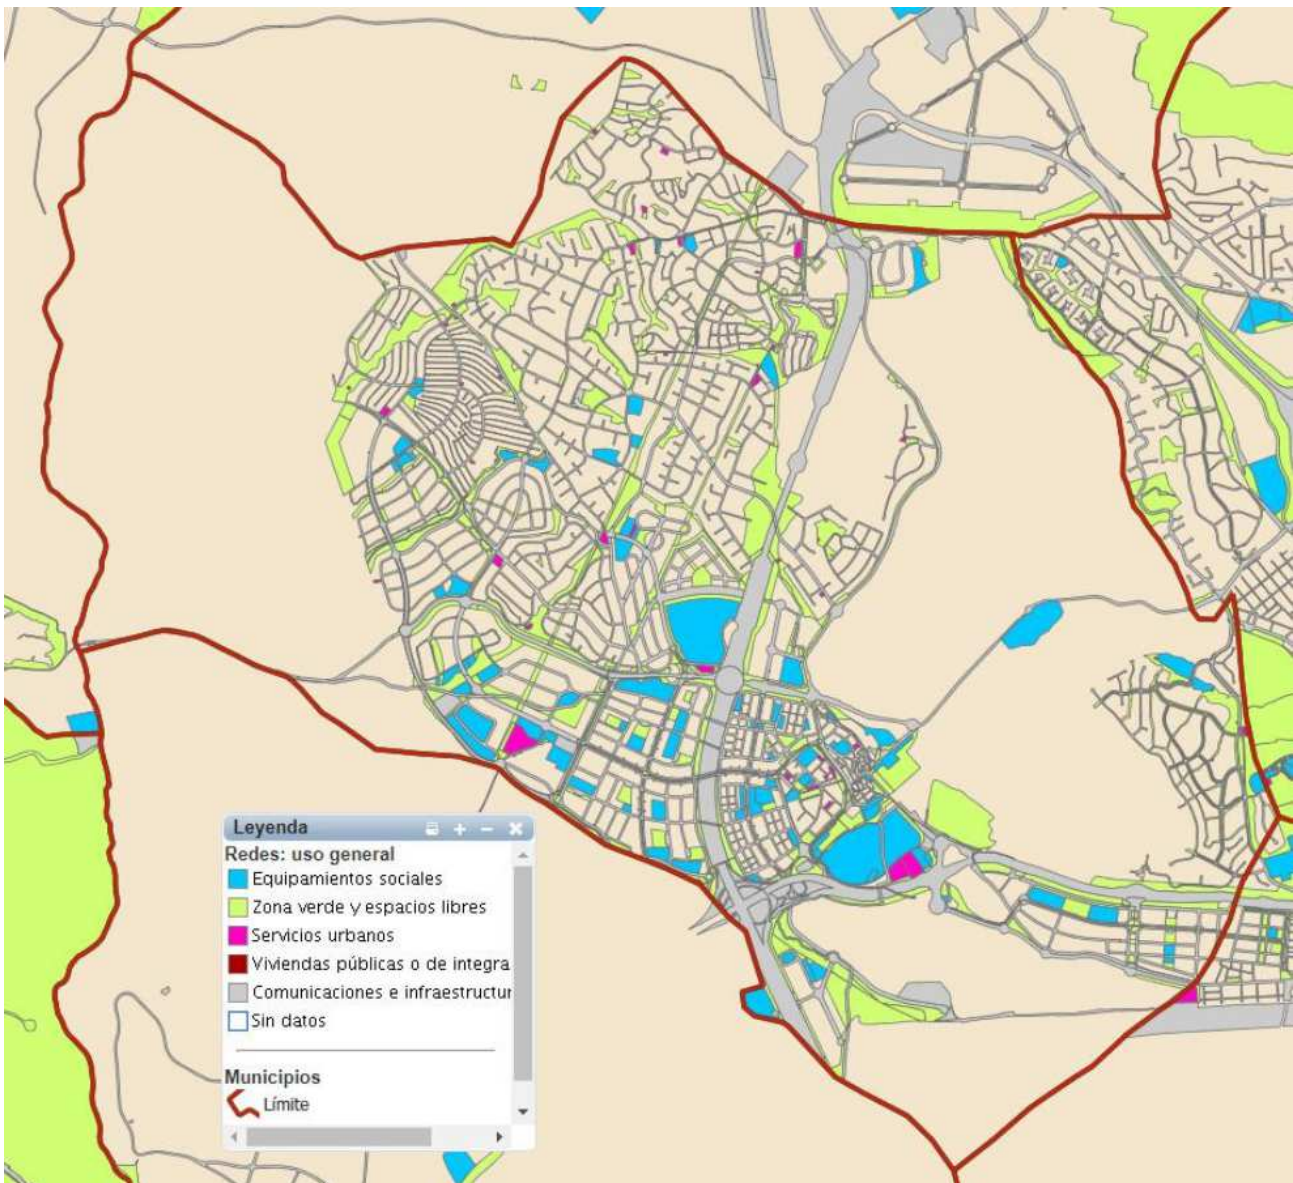 Leyenda
Redes: uso general
Equipamientos sociales
Zona verde y espacios libres
Servicios urbanos
Viviendas públicas o de integra
Comunicaciones e infraestructur
Sin datos
Municipios
Límite